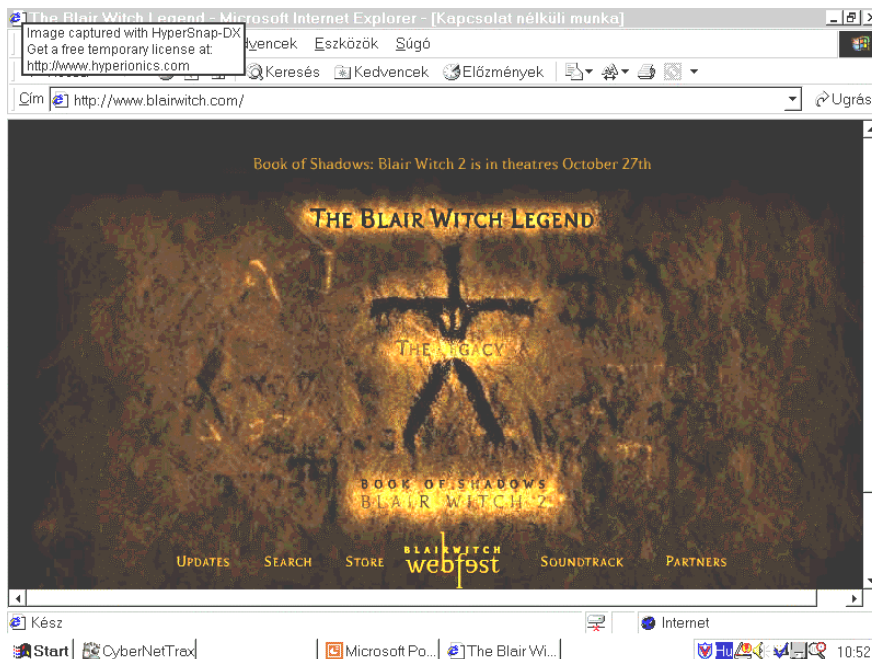 The Blair Witch Legend - Microsoft Internet Explorer - [Kapcsolat nélküli munka]
Image captured with HyperSnap-DX
Get a free temporary license at:
http://www.hyperionics.com
Eszközök Súgó
Keresés Kedvencek Előzmények
Cím http://www.blairwitch.com/ Ugrás
Book of Shadows: Blair Witch 2 is in theatres October 27th
THE BLAIR WITCH LEGEND
THE LEGACY
BOOK OF SHADOWS
BLAIR WITCH 2
UPDATES SEARCH STORE BLAIRWITCH webfest SOUNDTRACK PARTNERS
Kész Internet
Start CyberNetTrax Microsoft Po... The Blair Wi... Hu 10:52